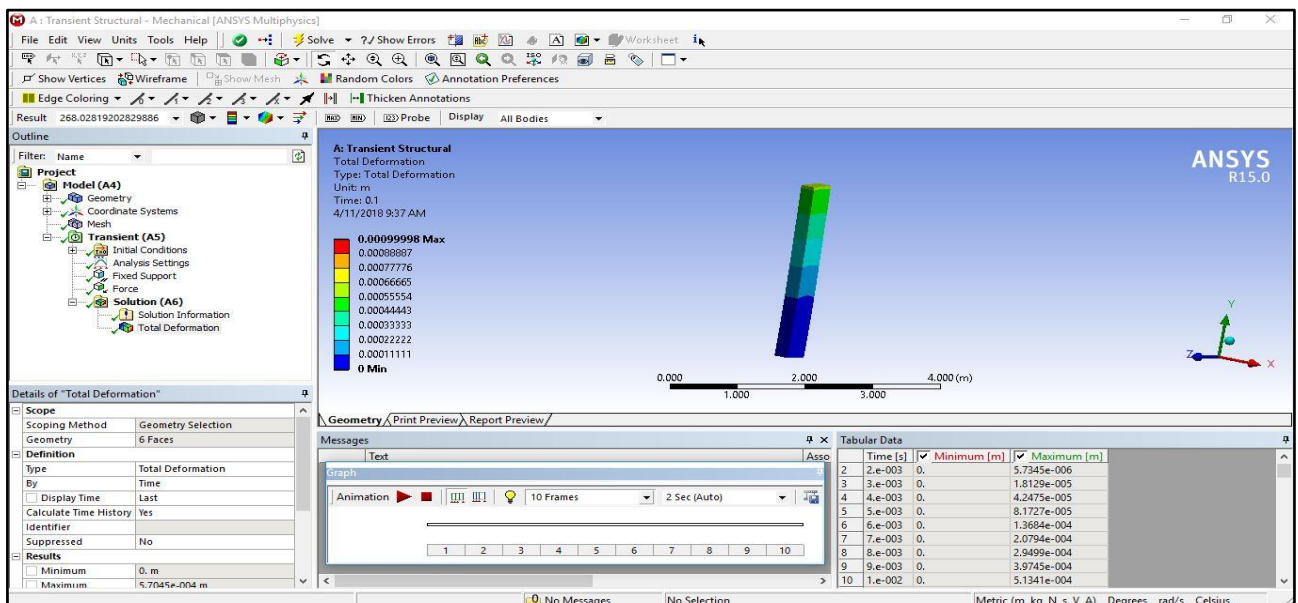 A : Transient Structural - Mechanical [ANSYS Multiphysics]
File Edit View Units Tools Help Solve ?/ Show Errors Worksheet
Show Vertices Wireframe Show Mesh Random Colors Annotation Preferences
Edge Coloring Thicken Annotations
Result 268.02819202829886 MAX MIN Probe Display All Bodies
Outline
Filter: Name
Project
Model (A4)
Geometry
Coordinate Systems
Mesh
Transient (A5)
Initial Conditions
Analysis Settings
Fixed Support
Force
Solution (A6)
Solution Information
Total Deformation
A: Transient Structural
Total Deformation
Type: Total Deformation
Unit: m
Time: 0.1
4/11/2018 9:37 AM
0.00099998 Max
0.00088887
0.00077776
0.00066665
0.00055554
0.00044443
0.00033333
0.00022222
0.00011111
0 Min
ANSYS
R15.0
Y
Z
X
0.000 2.000 4.000 (m)
1.000 3.000
Geometry Print Preview Report Preview
Details of "Total Deformation"
Scope
Scoping Method Geometry Selection
Geometry 6 Faces
Definition
Type Total Deformation
By Time
Display Time Last
Calculate Time History Yes
Identifier
Suppressed No
Results
Minimum 0. m
Maximum 5.7045e-004 m
Messages
Text Asso
Graph
Animation 10 Frames 2 Sec (Auto)
1 2 3 4 5 6 7 8 9 10
Tabular Data
Time [s] Minimum [m] Maximum [m]
2 2.e-003 0. 5.7345e-006
3 3.e-003 0. 1.8129e-005
4 4.e-003 0. 4.2475e-005
5 5.e-003 0. 8.1727e-005
6 6.e-003 0. 1.3684e-004
7 7.e-003 0. 2.0794e-004
8 8.e-003 0. 2.9499e-004
9 9.e-003 0. 3.9745e-004
10 1.e-002 0. 5.1341e-004
No Messages No Selection Metric (m, kg, N, s, V, A) Degrees rad/s Celsius